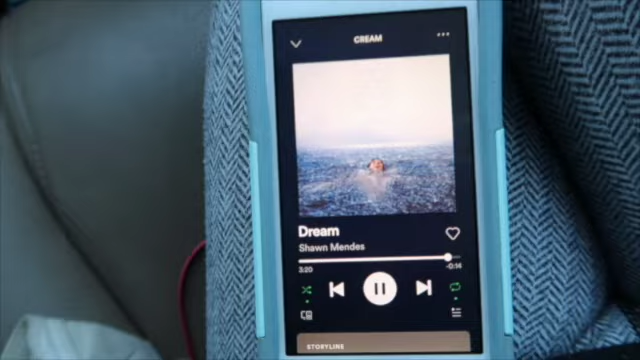 CREAM
Dream
Shawn Mendes
3:20
-0:14
STORYLINE